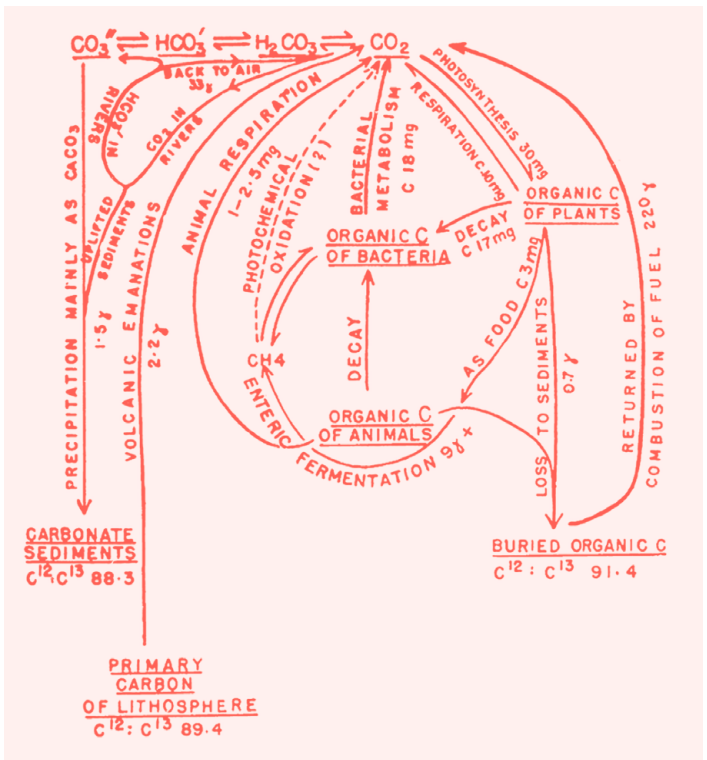 CO₃" ⇌ HCO₃' ⇌ H₂CO₃ ⇌ CO₂
BACK TO AIR
33γ
HCO₃' IN
RIVERS
CO₂ IN
RIVERS
UPLIFTED
SEDIMENTS
1·5γ
PRECIPITATION MAINLY AS CACO₃
VOLCANIC EMANATIONS
2·2γ
ANIMAL RESPIRATION
PHOTOCHEMICAL
OXIDATION (?)
1-2·5mg
BACTERIAL
METABOLISM
C 18 mg
RESPIRATION C 10mg
PHOTOSYNTHESIS 30 mg
ORGANIC C
OF PLANTS
DECAY
C 17mg
ORGANIC C
OF BACTERIA
CH4
DECAY
AS FOOD C 3mg
ORGANIC C
OF ANIMALS
ENTERIC
FERMENTATION 9γ +
LOSS TO SEDIMENTS
0.7γ
RETURNED BY
COMBUSTION OF FUEL 220γ
CARBONATE
SEDIMENTS
C¹²:C¹³ 88·3
BURIED ORGANIC C
C¹² : C¹³ 91·4
PRIMARY
CARBON
OF LITHOSPHERE
C¹²: C¹³ 89·4